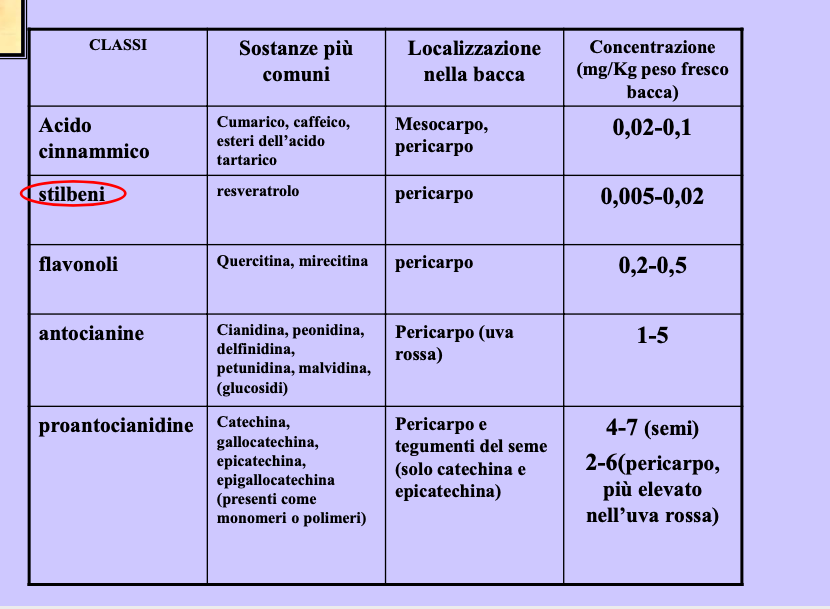 CLASSI
Sostanze più
comuni
Localizzazione
nella bacca
Concentrazione
(mg/Kg peso fresco
bacca)
Acido
cinnammico
Cumarico, caffeico,
esteri dell'acido
tartarico
Mesocarpo,
pericarpo
0,02-0,1
stilbeni
resveratrolo
pericarpo
0,005-0,02
flavonoli
Quercitina, mirecitina
pericarpo
0,2-0,5
antocianine
Cianidina, peonidina,
delfinidina,
petunidina, malvidina,
(glucosidi)
Pericarpo (uva
rossa)
1-5
proantocianidine
Catechina,
gallocatechina,
epicatechina,
epigallocatechina
(presenti come
monomeri o polimeri)
Pericarpo e
tegumenti del seme
(solo catechina e
epicatechina)
4-7 (semi)
2-6(pericarpo,
più elevato
nell'uva rossa)